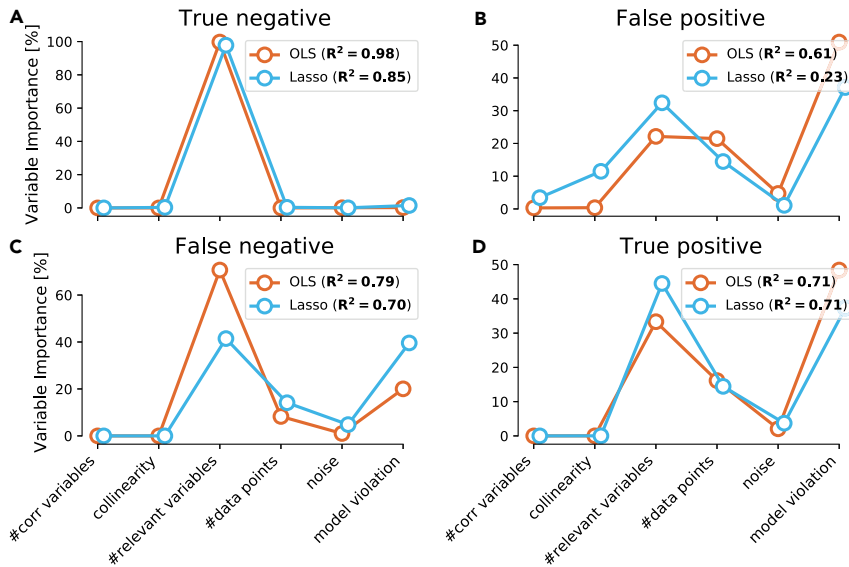 A
True negative
Variable Importance [%]
100
80
60
40
20
0
OLS (R² = 0.98)
Lasso (R² = 0.85)
B
False positive
50
40
30
20
10
0
OLS (R² = 0.61)
Lasso (R² = 0.23)
C
False negative
Variable Importance [%]
60
40
20
0
OLS (R² = 0.79)
Lasso (R² = 0.70)
#corr variables
collinearity
#relevant variables
#data points
noise
model violation
D
True positive
50
40
30
20
10
0
OLS (R² = 0.71)
Lasso (R² = 0.71)
#corr variables
collinearity
#relevant variables
#data points
noise
model violation